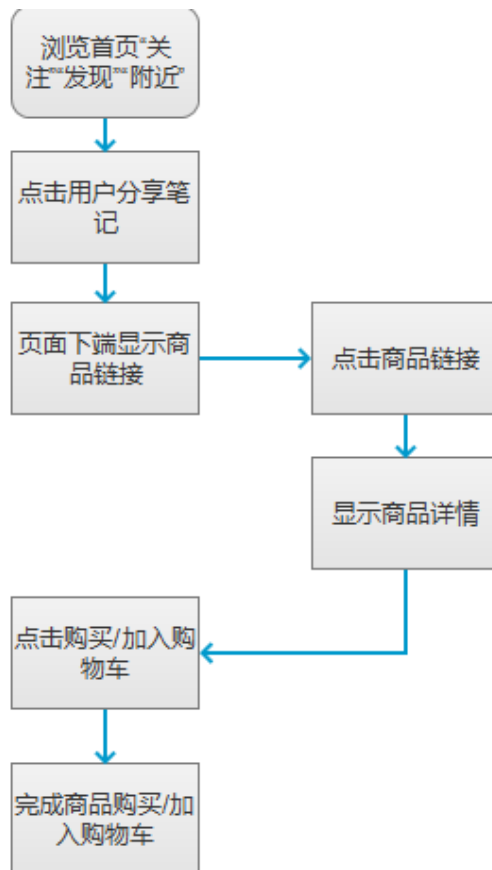 浏览首页“关
注”“发现”“附近”
点击用户分享笔
记
页面下端显示商
品链接
点击商品链接
显示商品详情
点击购买/加入购
物车
完成商品购买/加
入购物车